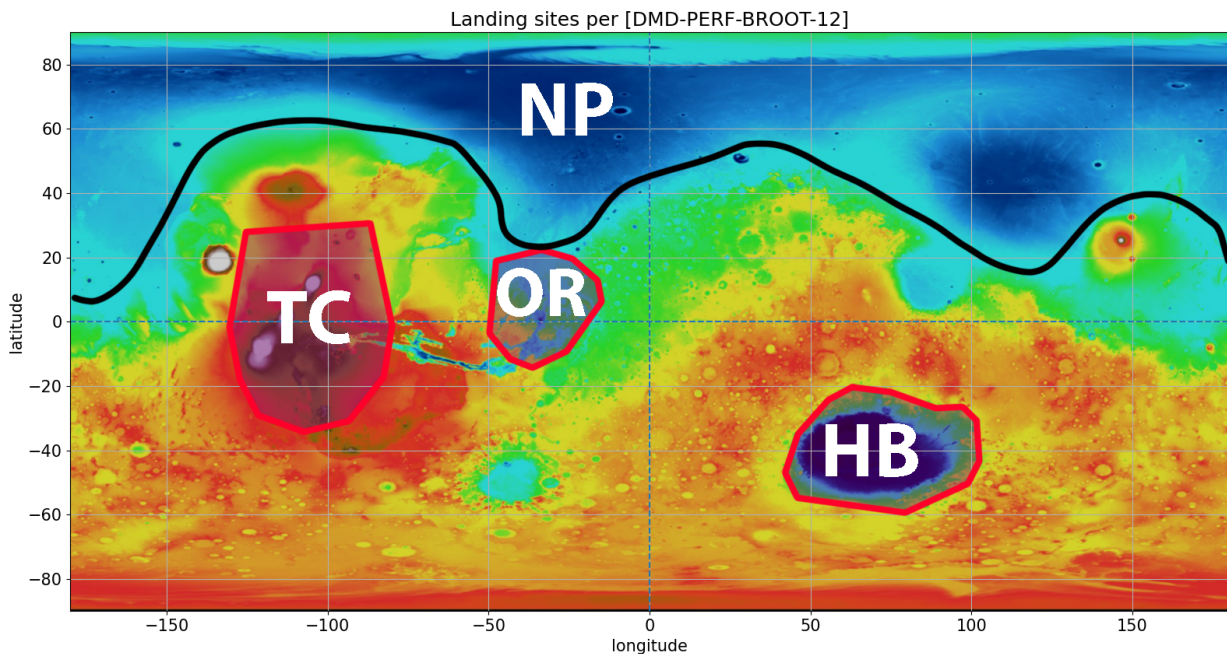 Landing sites per [DMD-PERF-BROOT-12]
80
60
40
20
0
−20
−40
−60
−80
latitude
NP
TC
OR
HB
−150
−100
−50
0
50
100
150
longitude